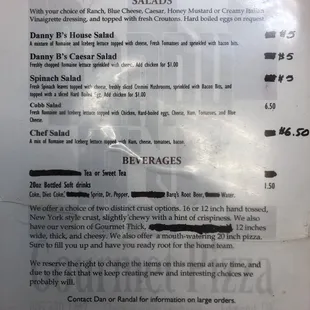 SALADS
With your choice of Ranch, Blue Cheese, Caesar, Honey Mustard or Creamy Italian
Vinaigrette dressing, and topped with fresh Croutons. Hard boiled eggs on request.
Danny B's House Salad $5
A mixture of Romaine and Iceberg lettuce topped with cheese, Fresh Tomatoes and sprinkled with bacon bits.
Danny B's Caesar Salad $5
Freshly chopped Romaine lettuce sprinkled with cheese. Add chicken for $1.00
Spinach Salad
Fresh Spinach leaves topped with cheese, freshly sliced Cremini Mushrooms, sprinkled with Bacon Bits, and
topped with a sliced Hard Boiled Egg. Add chicken for $1.00
Cobb Salad 6.50
Fresh Romaine and Iceberg lettuce topped with Chicken, Hard-boiled eggs, Cheese, Ham, Tomatoes, and Blue
Cheese.
Chef Salad $6.50
A mix of Romaine and Iceberg lettuce topped with Ham, cheese, tomatoes, bacon.
BEVERAGES
Tea or Sweet Tea
20oz Bottled Soft drinks 1.50
Coke, Diet Coke, Sprite, Dr. Pepper, Barq's Root Beer, Water.
We offer a choice of two distinct crust options. 16 or 12 inch hand tossed,
New York style crust, slightly chewy with a hint of crispiness. We also
have our version of Gourmet Thick, 12 inches
wide, thick, and cheesy. We also offer a mouth-watering 20 inch pizza.
Sure to fill you up and have you ready root for the home team.
We reserve the right to change the items on this menu at any time, and
due to the fact that we keep creating new and interesting choices we
probably will.
Gourmet Pizza
Contact Dan or Randal for information on large orders.